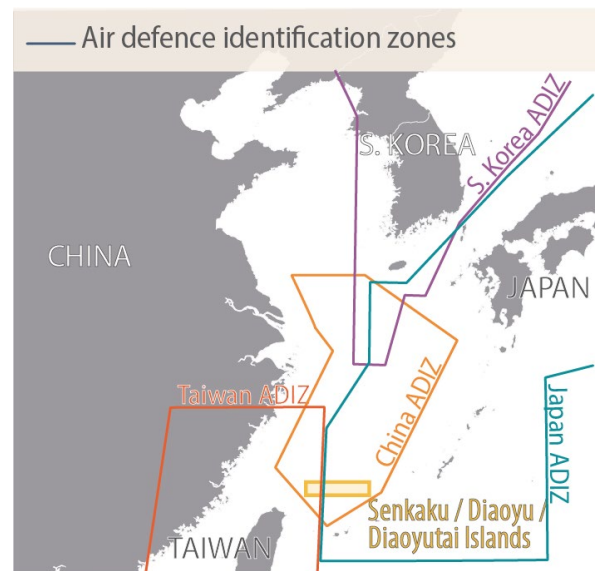 Air defence identification zones
S. KOREA
S. Korea ADIZ
CHINA
JAPAN
Taiwan ADIZ
China ADIZ
Japan ADIZ
Senkaku / Diaoyu /
Diaoyutai Islands
TAIWAN